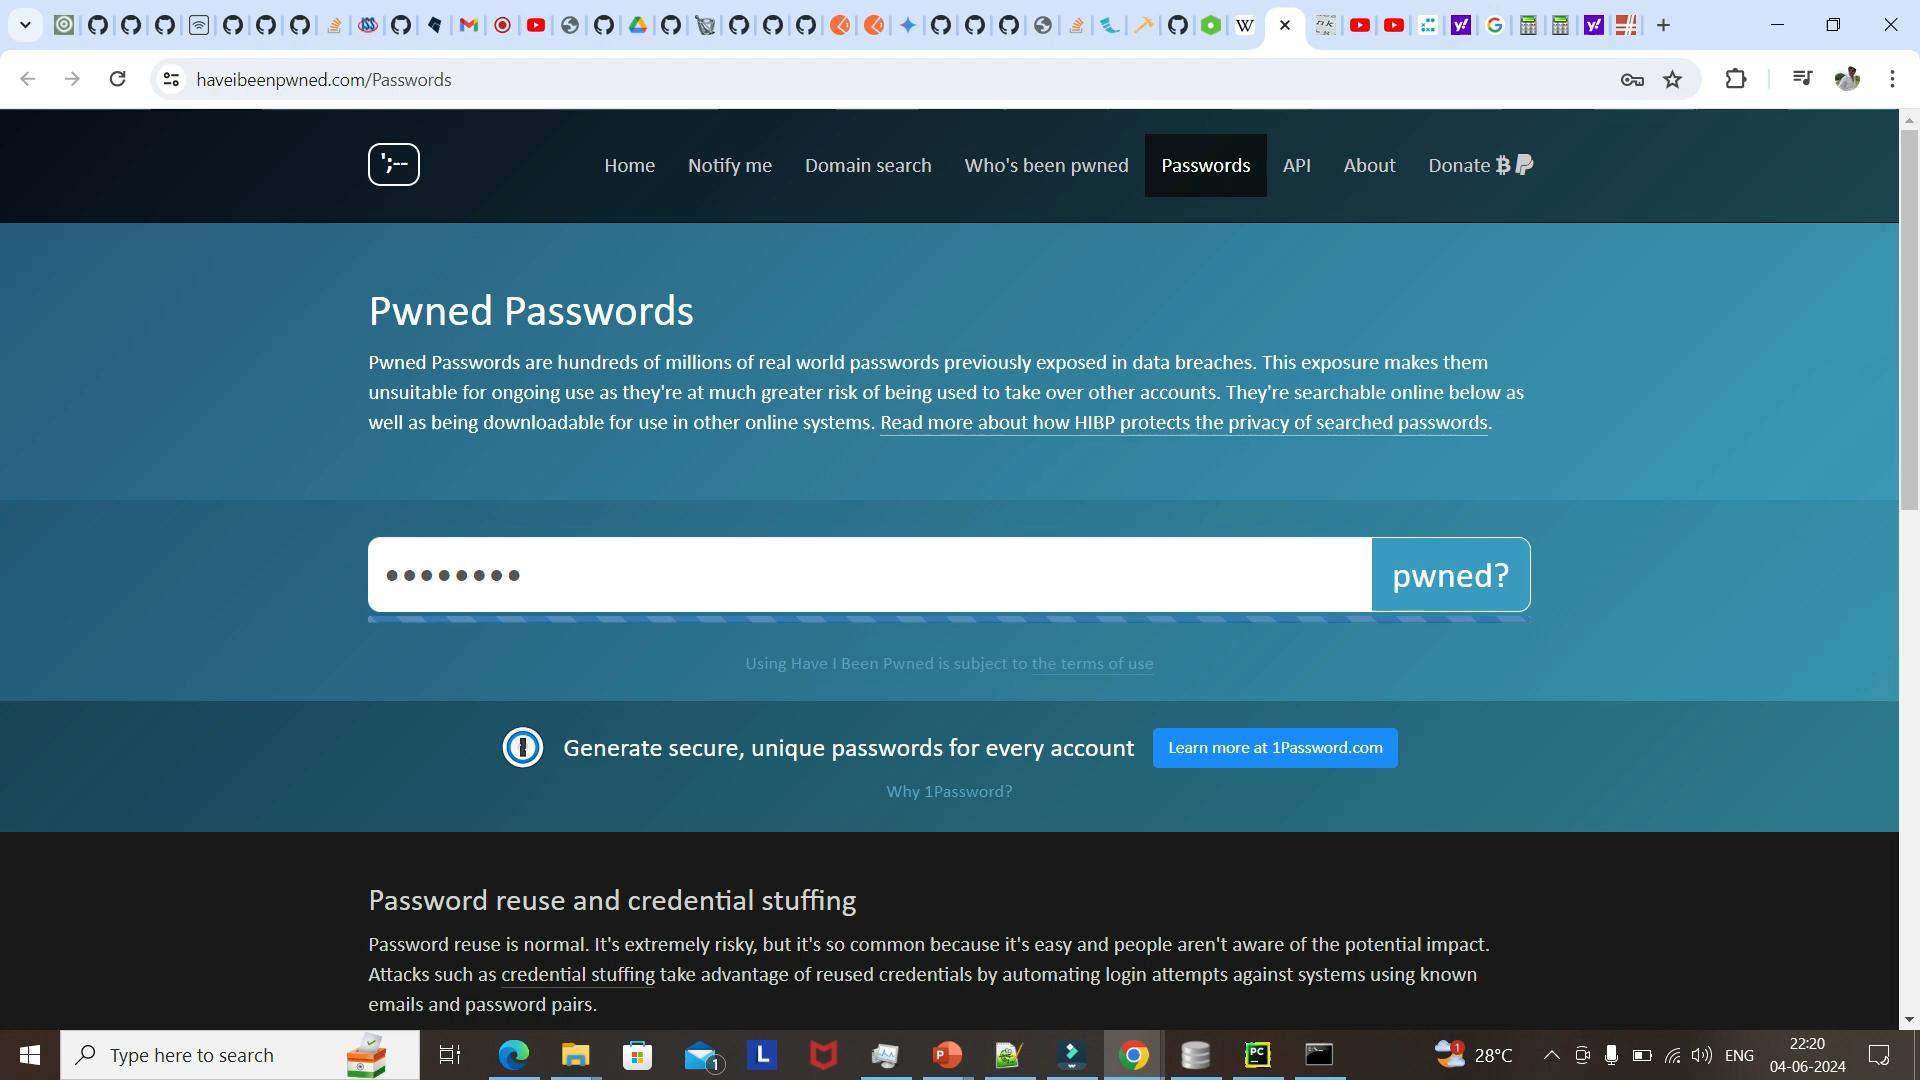 haveibeenpwned.com/Passwords
';--
Home
Notify me
Domain search
Who's been pwned
Passwords
API
About
Donate
Pwned Passwords
Pwned Passwords are hundreds of millions of real world passwords previously exposed in data breaches. This exposure makes them
unsuitable for ongoing use as they're at much greater risk of being used to take over other accounts. They're searchable online below as
well as being downloadable for use in other online systems. Read more about how HIBP protects the privacy of searched passwords.
••••••••
pwned?
Using Have I Been Pwned is subject to the terms of use
Generate secure, unique passwords for every account
Learn more at 1Password.com
Why 1Password?
Password reuse and credential stuffing
Password reuse is normal. It's extremely risky, but it's so common because it's easy and people aren't aware of the potential impact.
Attacks such as credential stuffing take advantage of reused credentials by automating login attempts against systems using known
emails and password pairs.
Type here to search
1
L
P
PC
1
28°C
ENG
22:20
04-06-2024